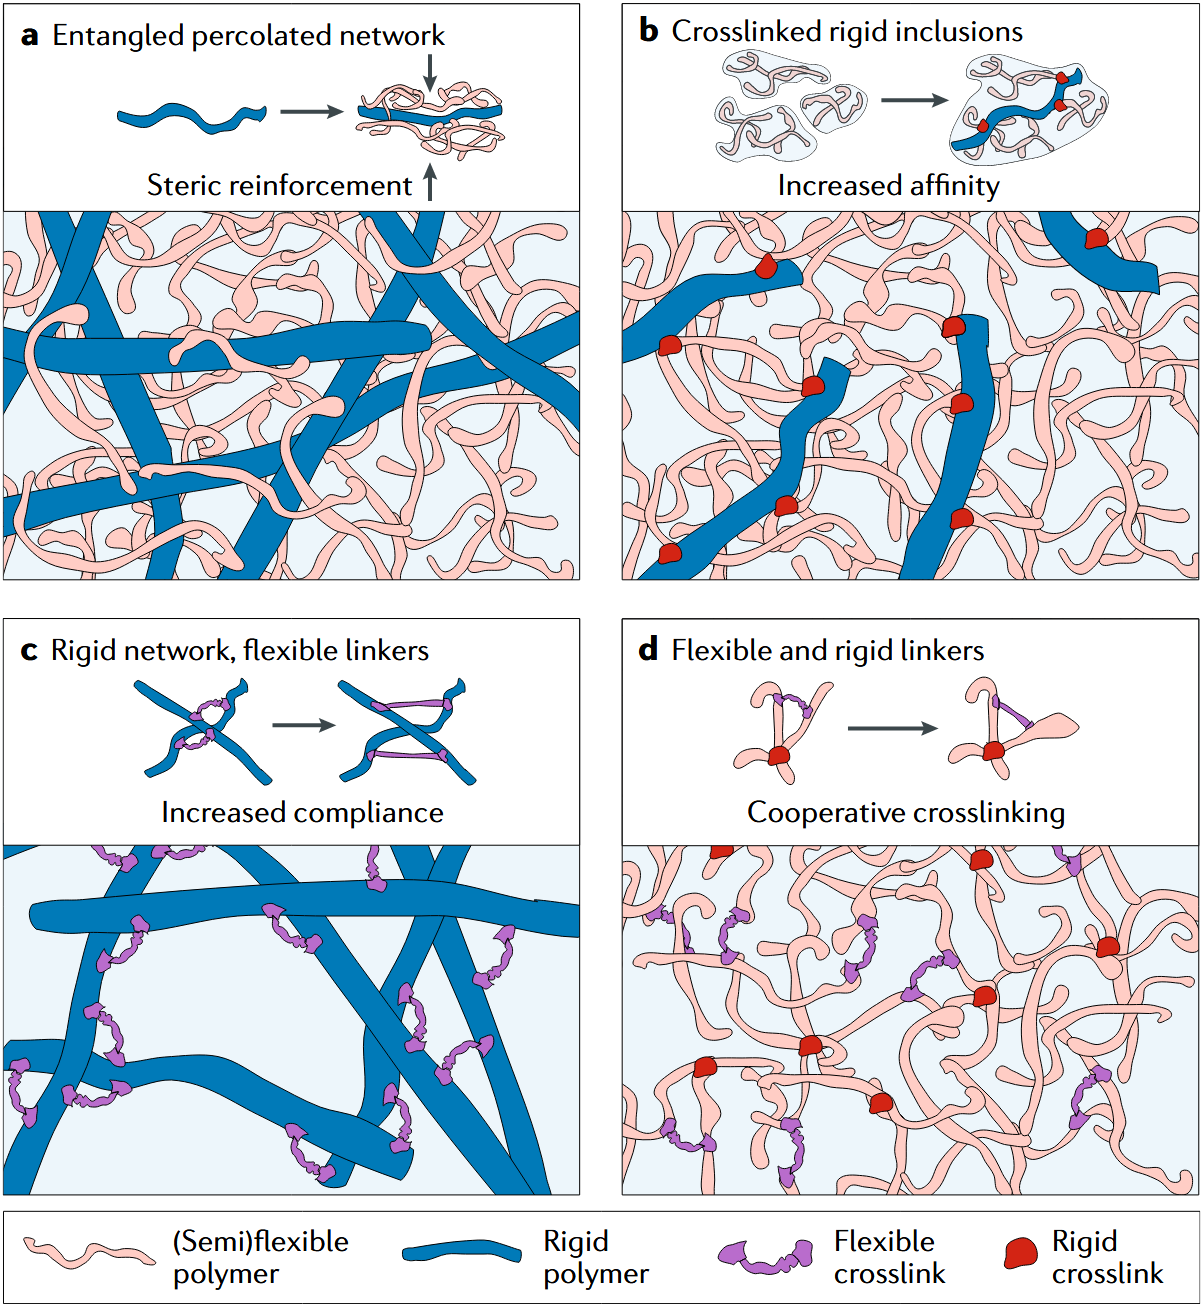 a Entangled percolated network
Steric reinforcement
b Crosslinked rigid inclusions
Increased affinity
c Rigid network, flexible linkers
Increased compliance
d Flexible and rigid linkers
Cooperative crosslinking
(Semi)flexible
polymer
Rigid
polymer
Flexible
crosslink
Rigid
crosslink